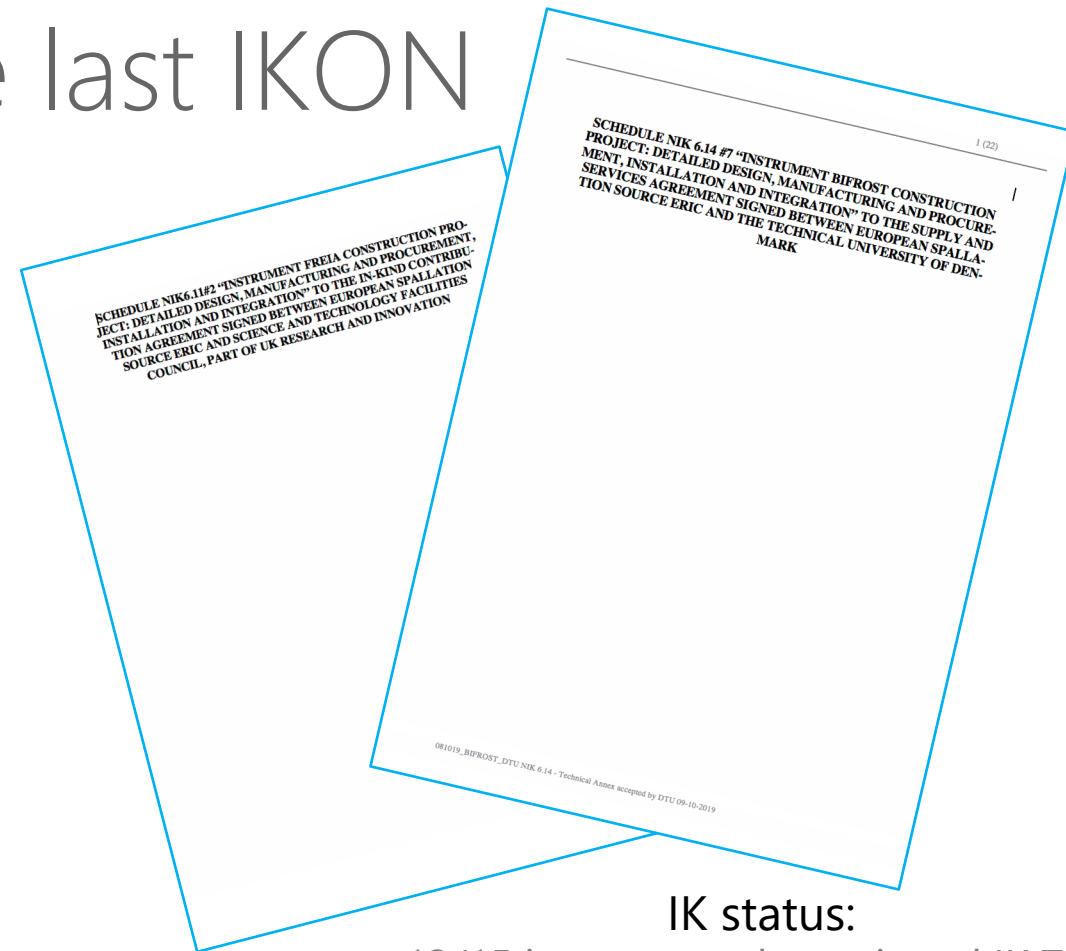 last IKON
SCHEDULE NIK6.11#2 “INSTRUMENT FREIA CONSTRUCTION PRO-
JECT: DETAILED DESIGN, MANUFACTURING AND PROCUREMENT,
INSTALLATION AND INTEGRATION” TO THE IN-KIND CONTRIBU-
TION AGREEMENT SIGNED BETWEEN EUROPEAN SPALLATION
SOURCE ERIC AND SCIENCE AND TECHNOLOGY FACILITIES
COUNCIL, PART OF UK RESEARCH AND INNOVATION
1 (22)
SCHEDULE NIK 6.14 #7 “INSTRUMENT BIFROST CONSTRUCTION
PROJECT: DETAILED DESIGN, MANUFACTURING AND PROCURE-
MENT, INSTALLATION AND INTEGRATION” TO THE SUPPLY AND
SERVICES AGREEMENT SIGNED BETWEEN EUROPEAN SPALLA-
TION SOURCE ERIC AND THE TECHNICAL UNIVERSITY OF DEN-
MARK
081019_BIFROST_DTU NIK 6.14 - Technical Annex accepted by DTU 09-10-2019
IK status: